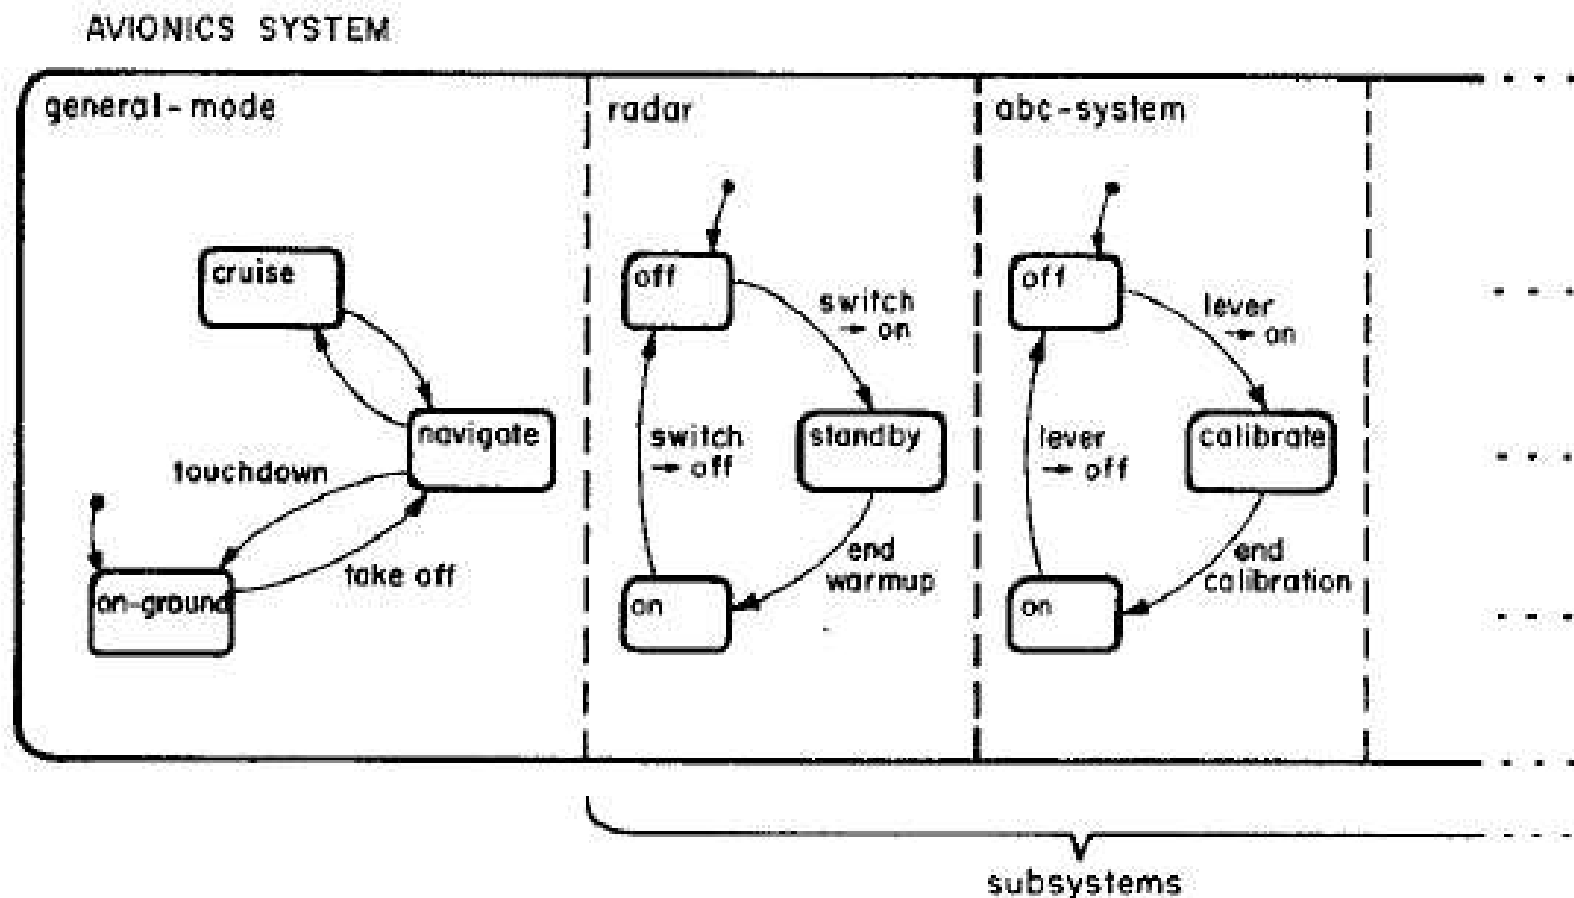 AVIONICS SYSTEM
general-mode
cruise
navigate
touchdown
take off
on-ground
radar
off
switch
→ on
switch
→ off
standby
end
warmup
on
abc-system
off
lever
→ on
lever
→ off
calibrate
end
calibration
on
subsystems